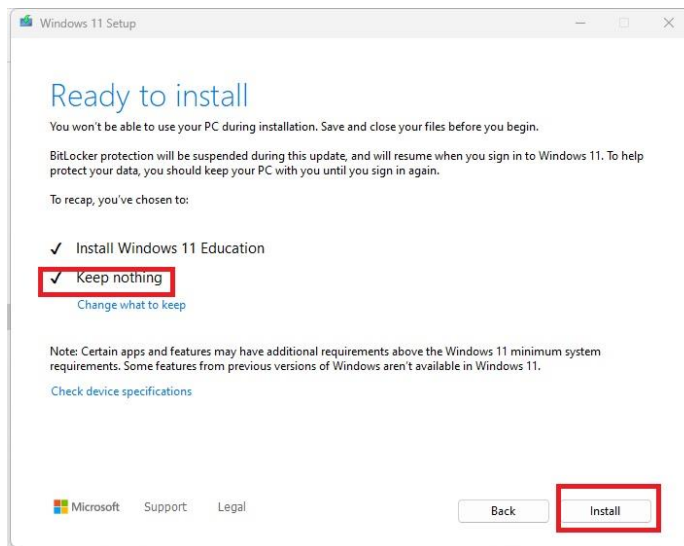 Windows 11 Setup
Ready to install
You won't be able to use your PC during installation. Save and close your files before you begin.
BitLocker protection will be suspended during this update, and will resume when you sign in to Windows 11. To help
protect your data, you should keep your PC with you until you sign in again.
To recap, you've chosen to:
Install Windows 11 Education
Keep nothing
Change what to keep
Note: Certain apps and features may have additional requirements above the Windows 11 minimum system
requirements. Some features from previous versions of Windows aren't available in Windows 11.
Check device specifications
Microsoft Support Legal Back Install